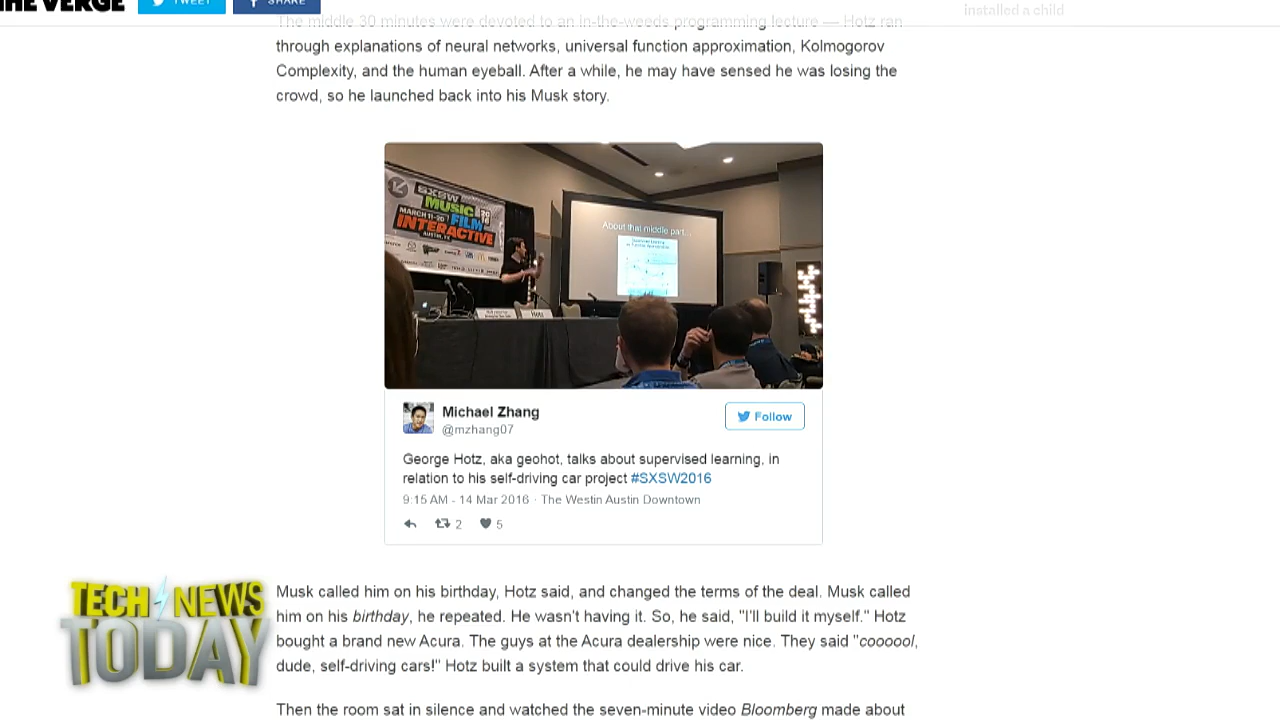 THE VERGE
TWEET
SHARE
installed a child
The middle 30 minutes were devoted to an in-the-weeds programming lecture — Hotz ran
through explanations of neural networks, universal function approximation, Kolmogorov
Complexity, and the human eyeball. After a while, he may have sensed he was losing the
crowd, so he launched back into his Musk story.
SXSW
MUSIC
FILM
2016
MARCH 11-20
INTERACTIVE
AUSTIN, TX
About that middle part...
Hotz
Michael Zhang
@mzhang07
Follow
George Hotz, aka geohot, talks about supervised learning, in
relation to his self-driving car project #SXSW2016
9:15 AM - 14 Mar 2016 · The Westin Austin Downtown
2
5
TECH NEWS
TODAY
Musk called him on his birthday, Hotz said, and changed the terms of the deal. Musk called
him on his birthday, he repeated. He wasn't having it. So, he said, "I'll build it myself." Hotz
bought a brand new Acura. The guys at the Acura dealership were nice. They said "coooool,
dude, self-driving cars!" Hotz built a system that could drive his car.
Then the room sat in silence and watched the seven-minute video Bloomberg made about